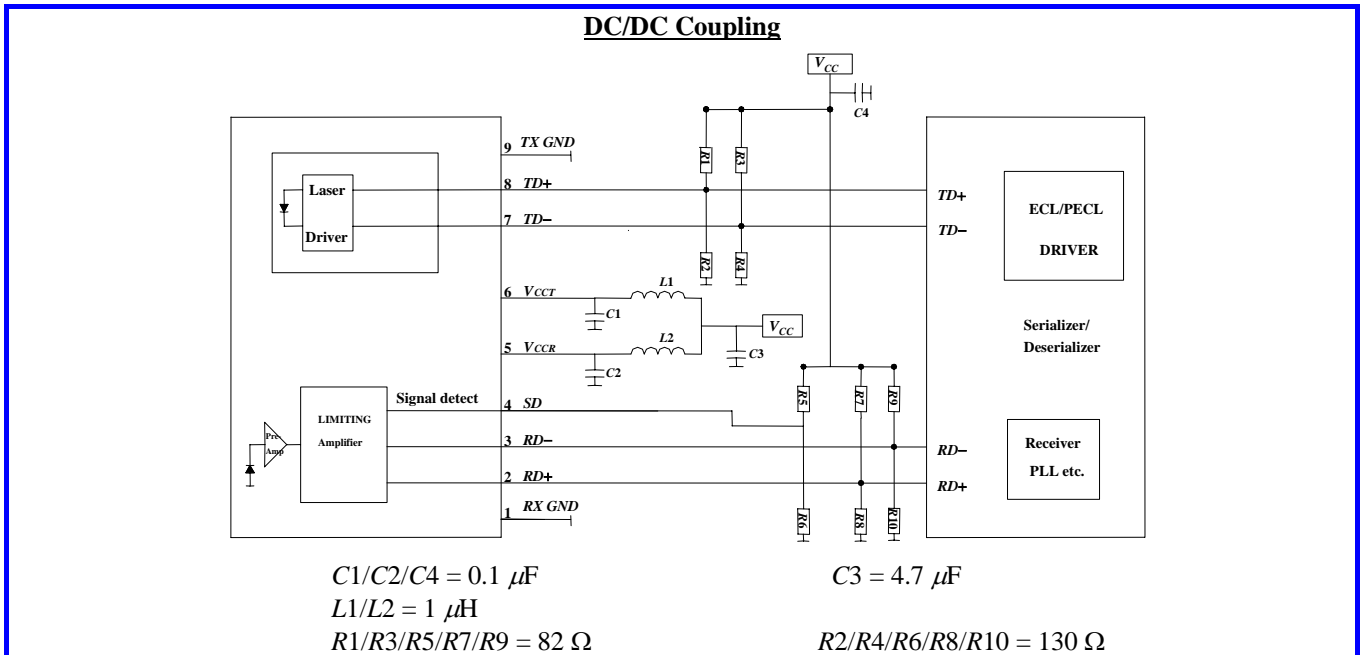 DC/DC Coupling
VCC
C4
9 TX GND
R1
R3
Laser
Driver
8 TD+
TD+
7 TD−
TD−
ECL/PECL
DRIVER
R2
R4
6 VCCT
L1
C1
VCC
5 VCCR
L2
C3
C2
Serializer/
Deserializer
R5
R7
R9
Signal detect
4 SD
LIMITING
Amplifier
Pre-
Amp
3 RD−
RD−
2 RD+
RD+
Receiver
PLL etc.
1 RX GND
R6
R8
R10
C1/C2/C4 = 0.1 μF
C3 = 4.7 μF
L1/L2 = 1 μH
R1/R3/R5/R7/R9 = 82 Ω
R2/R4/R6/R8/R10 = 130 Ω